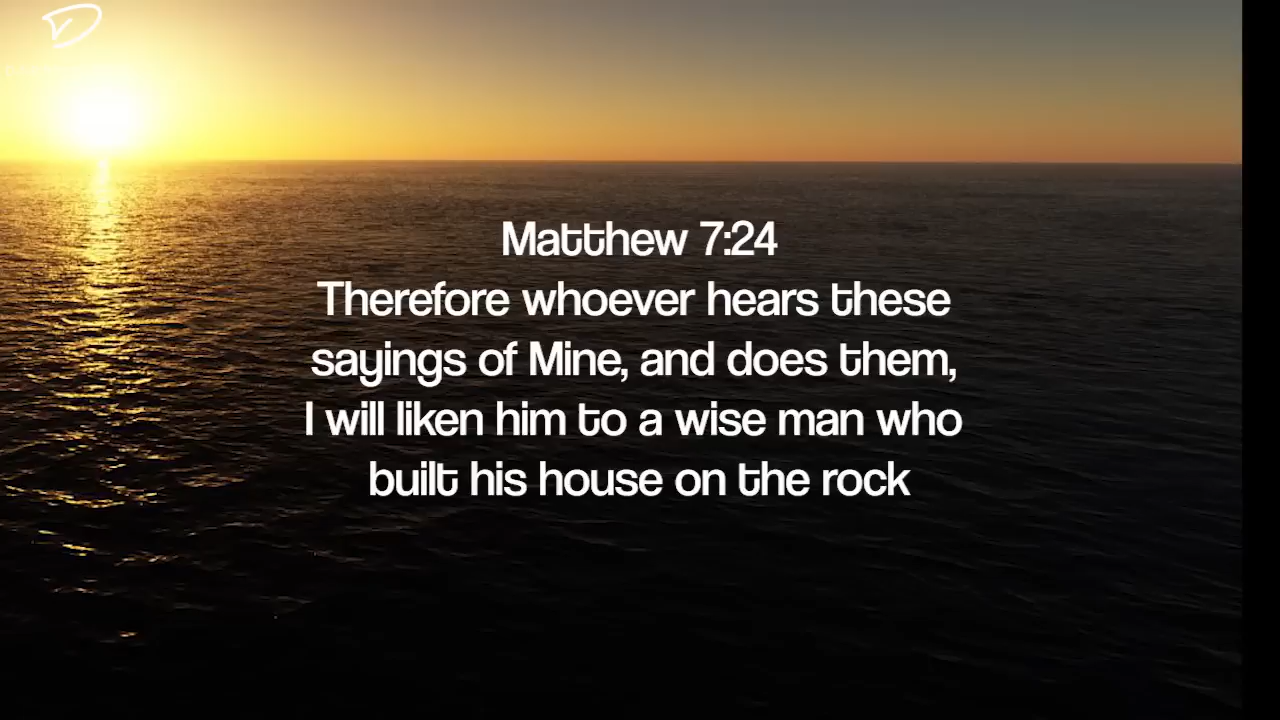 Matthew 7:24
Therefore whoever hears these
sayings of Mine, and does them,
I will liken him to a wise man who
built his house on the rock